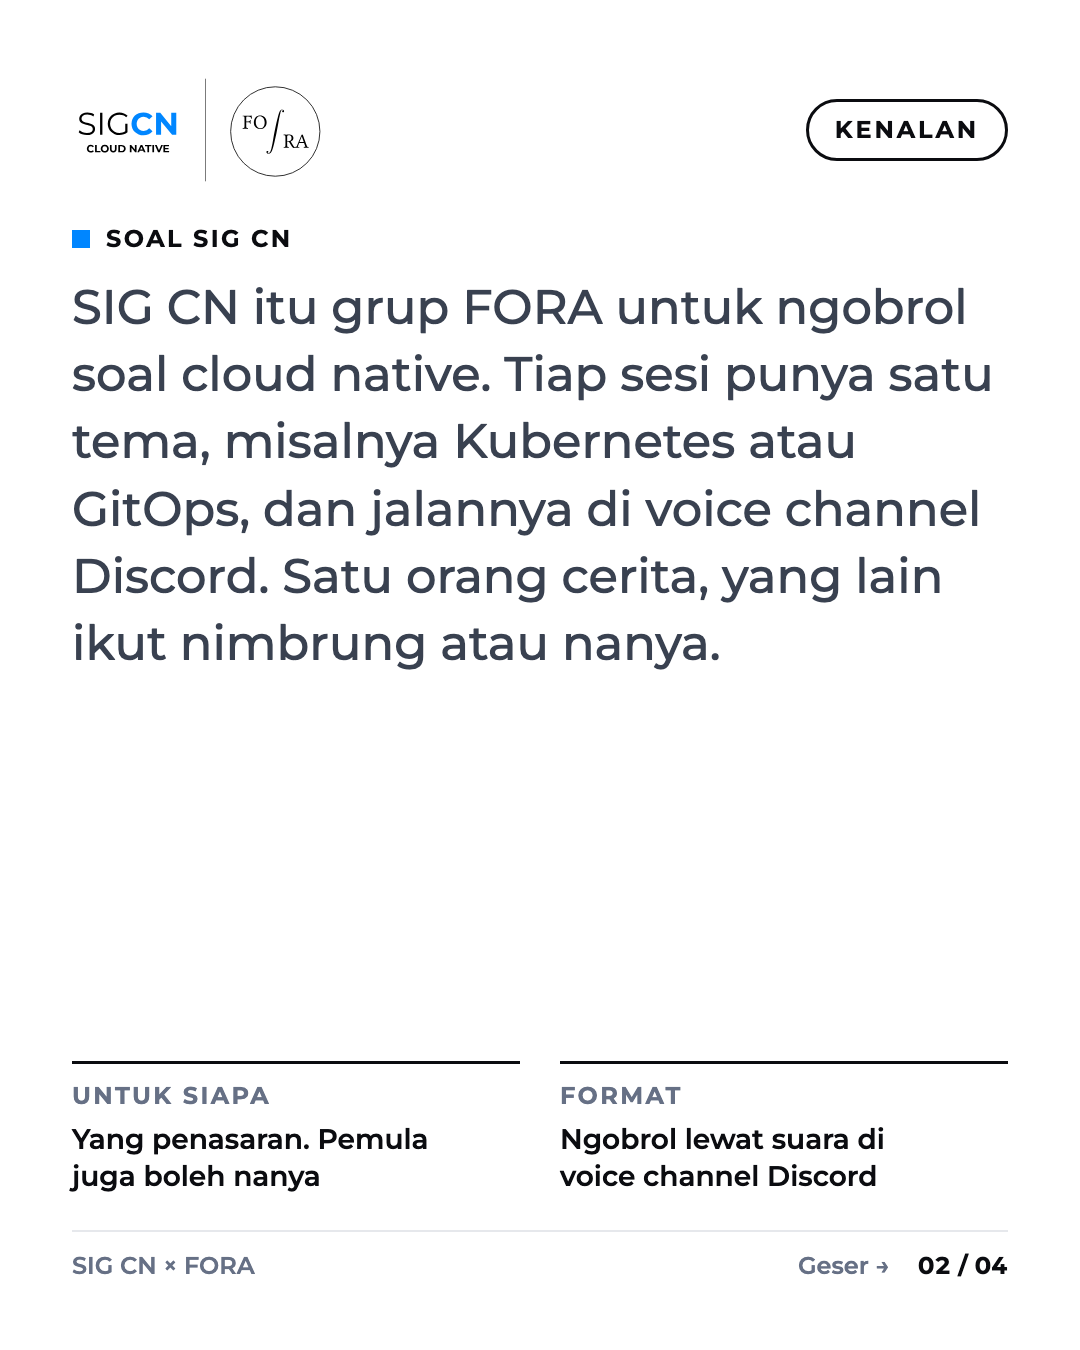 SIGCN
CLOUD NATIVE
FO
RA
KENALAN
SOAL SIG CN
SIG CN itu grup FORA untuk ngobrol
soal cloud native. Tiap sesi punya satu
tema, misalnya Kubernetes atau
GitOps, dan jalannya di voice channel
Discord. Satu orang cerita, yang lain
ikut nimbrung atau nanya.
UNTUK SIAPA
Yang penasaran. Pemula
juga boleh nanya
FORMAT
Ngobrol lewat suara di
voice channel Discord
SIG CN × FORA
Geser → 02 / 04